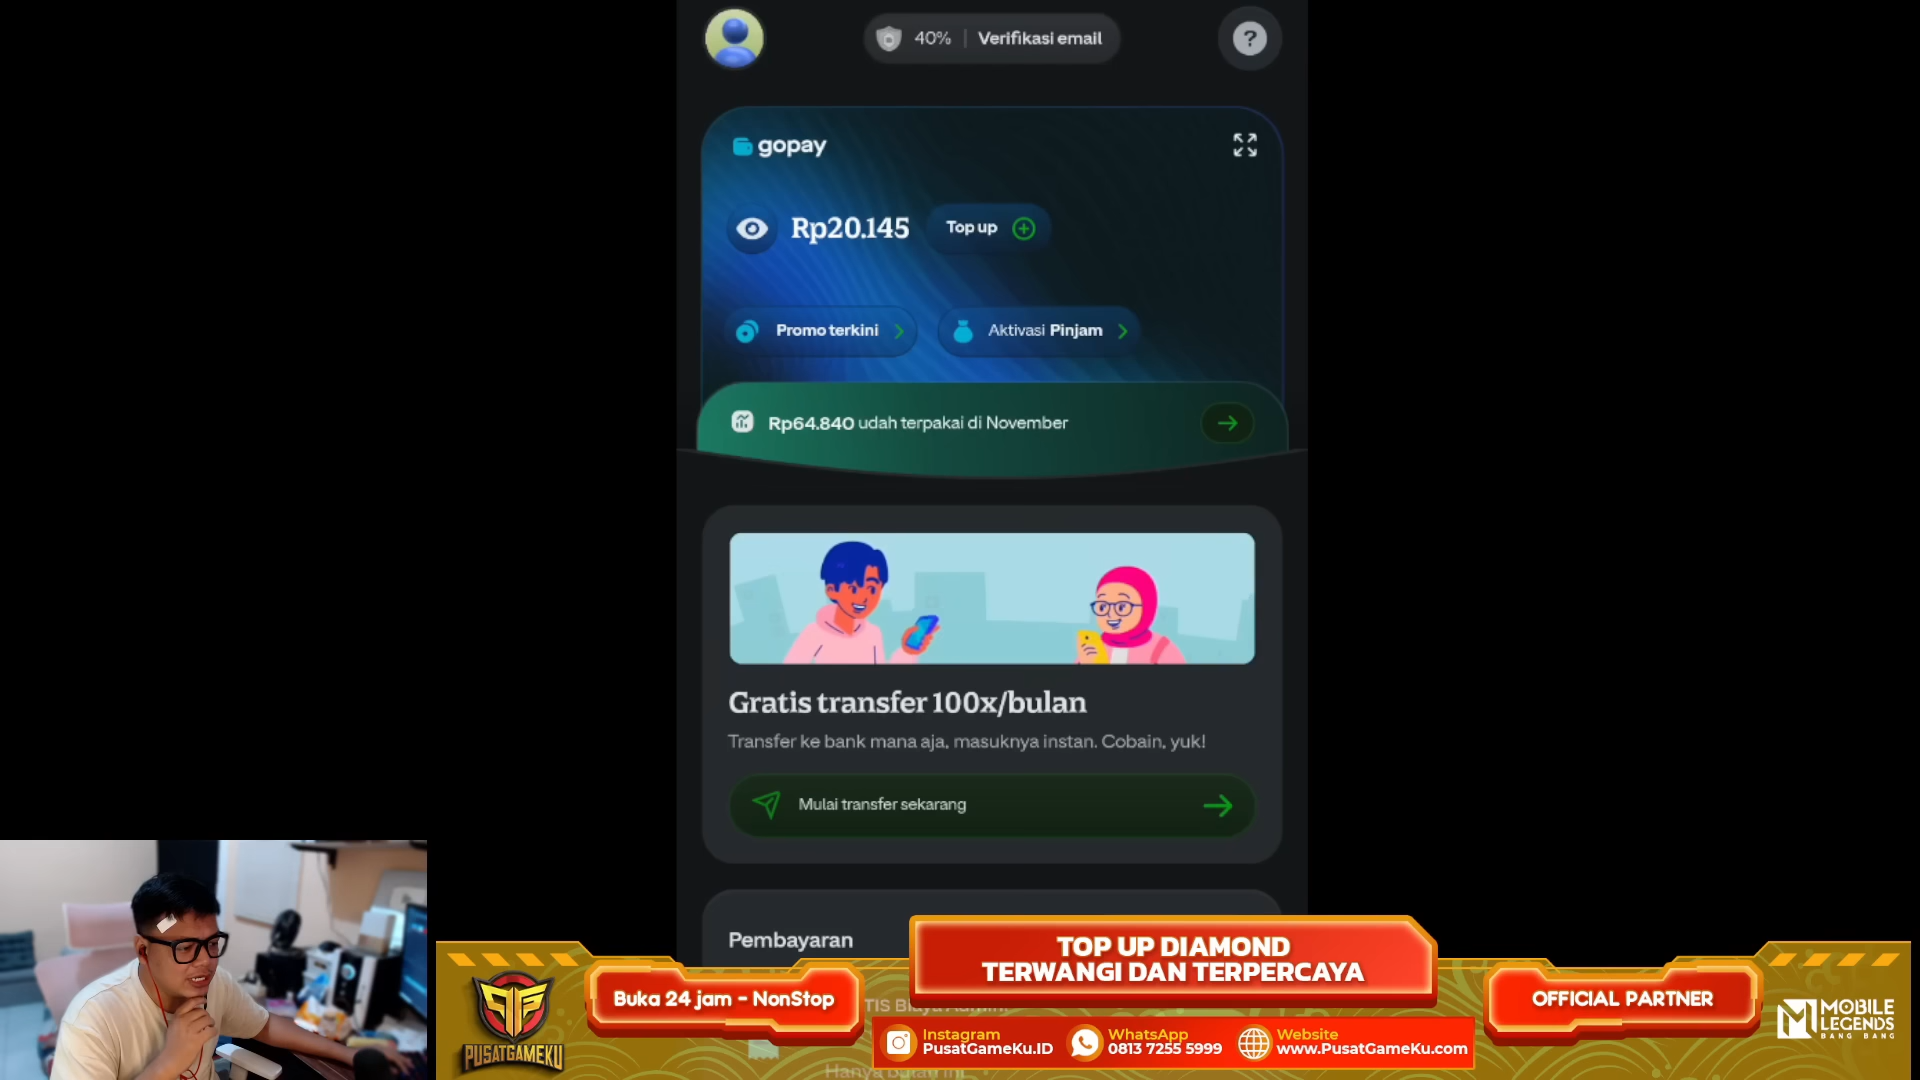 40% | Verifikasi email
?
gopay
Rp20.145
Top up
Promo terkini
Aktivasi Pinjam
Rp64.840 udah terpakai di November
Gratis transfer 100x/bulan
Transfer ke bank mana aja, masuknya instan. Cobain, yuk!
Mulai transfer sekarang
Pembayaran
TOP UP DIAMOND
TERWANGI DAN TERPERCAYA
Buka 24 jam - NonStop
OFFICIAL PARTNER
MOBILE
LEGENDS
BANG BANG
PUSATGAMEKU
Instagram
PusatGameKu.ID
WhatsApp
0813 7255 5999
Website
www.PusatGameKu.com
Hanya bulan ini